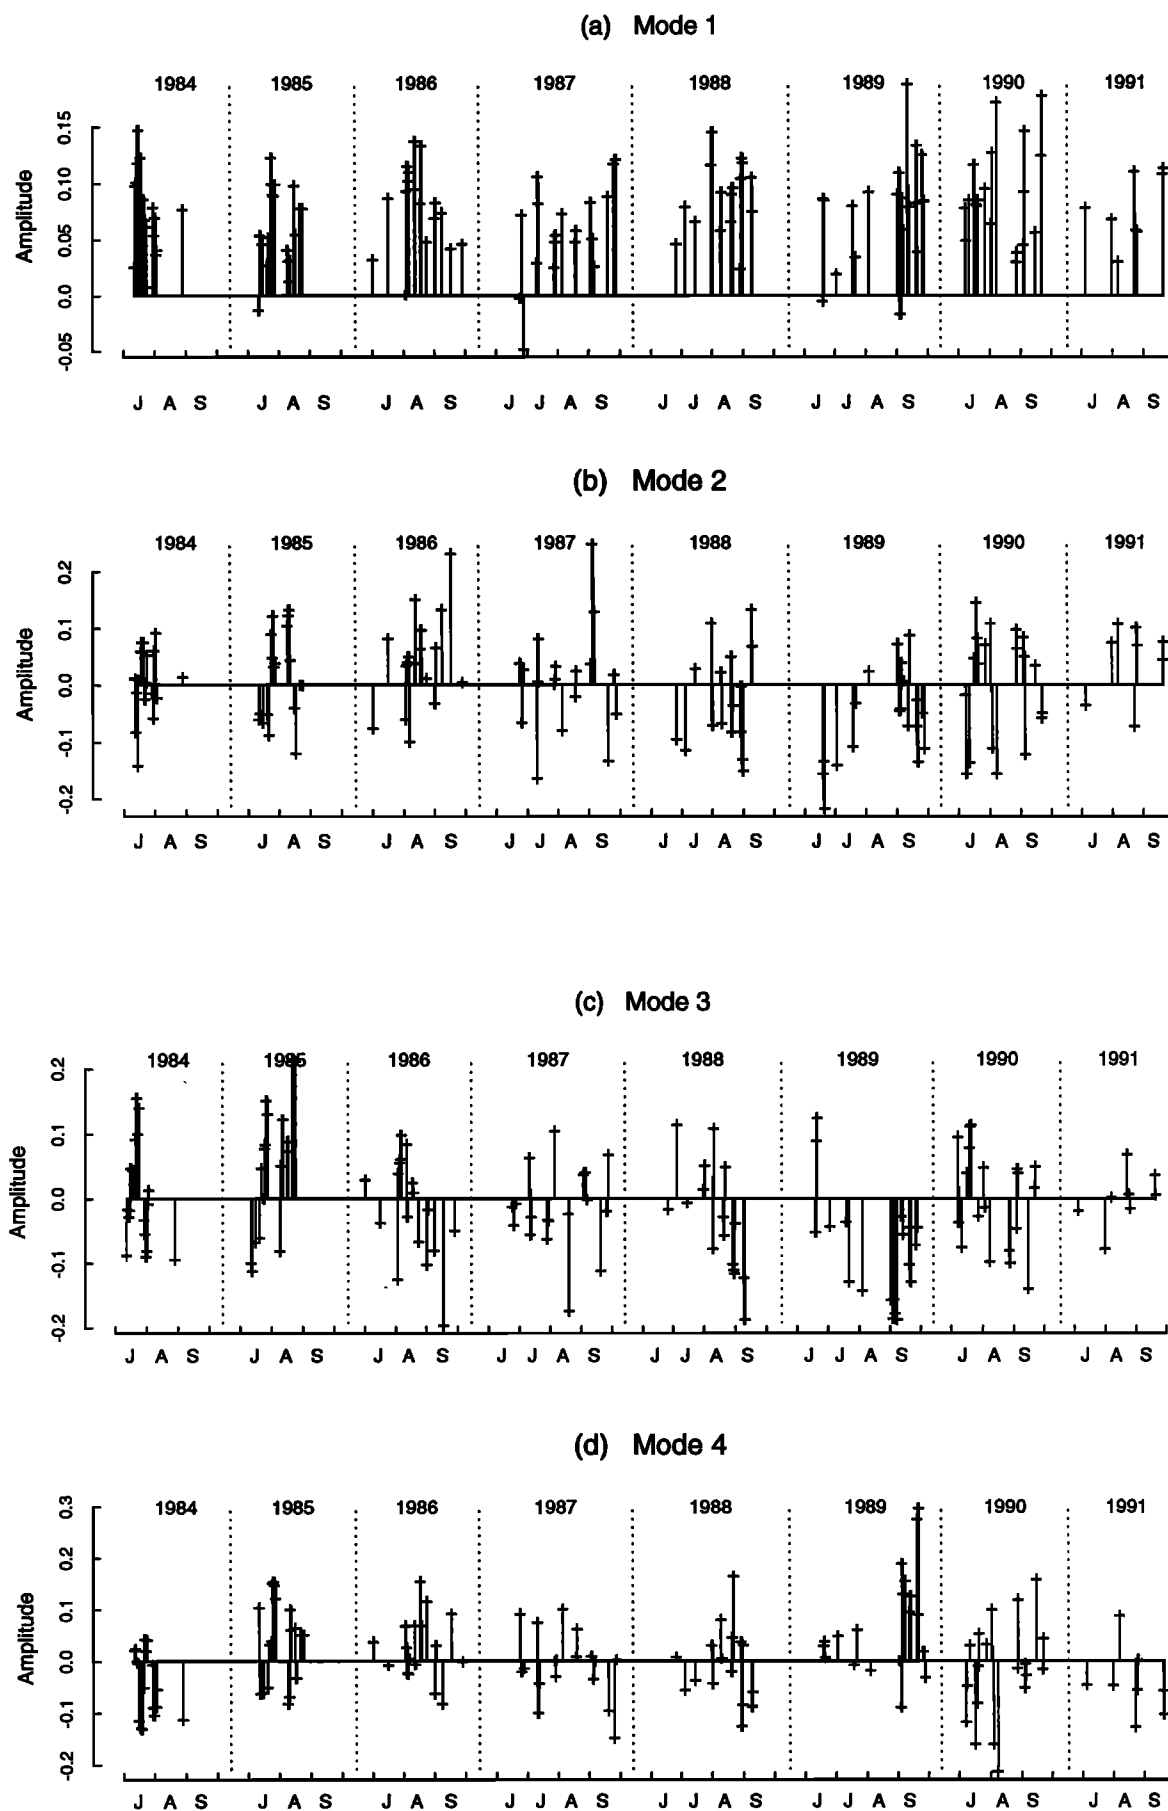 (a) Mode 1
1984 1985 1986 1987 1988 1989 1990 1991
Amplitude
0.15
0.10
0.05
0.0
-0.05
J A S J A S J A S J J A S J J A S J J A S J A S J A S
(b) Mode 2
1984 1985 1986 1987 1988 1989 1990 1991
Amplitude
0.2
0.1
0.0
-0.1
-0.2
J A S J A S J A S J J A S J J A S J J A S J A S J A S
(c) Mode 3
1984 1985 1986 1987 1988 1989 1990 1991
Amplitude
0.2
0.1
0.0
-0.1
-0.2
J A S J A S J A S J J A S J J A S J J A S J A S J A S
(d) Mode 4
1984 1985 1986 1987 1988 1989 1990 1991
Amplitude
0.3
0.2
0.1
0.0
-0.1
-0.2
J A S J A S J A S J J A S J J A S J J A S J A S J A S